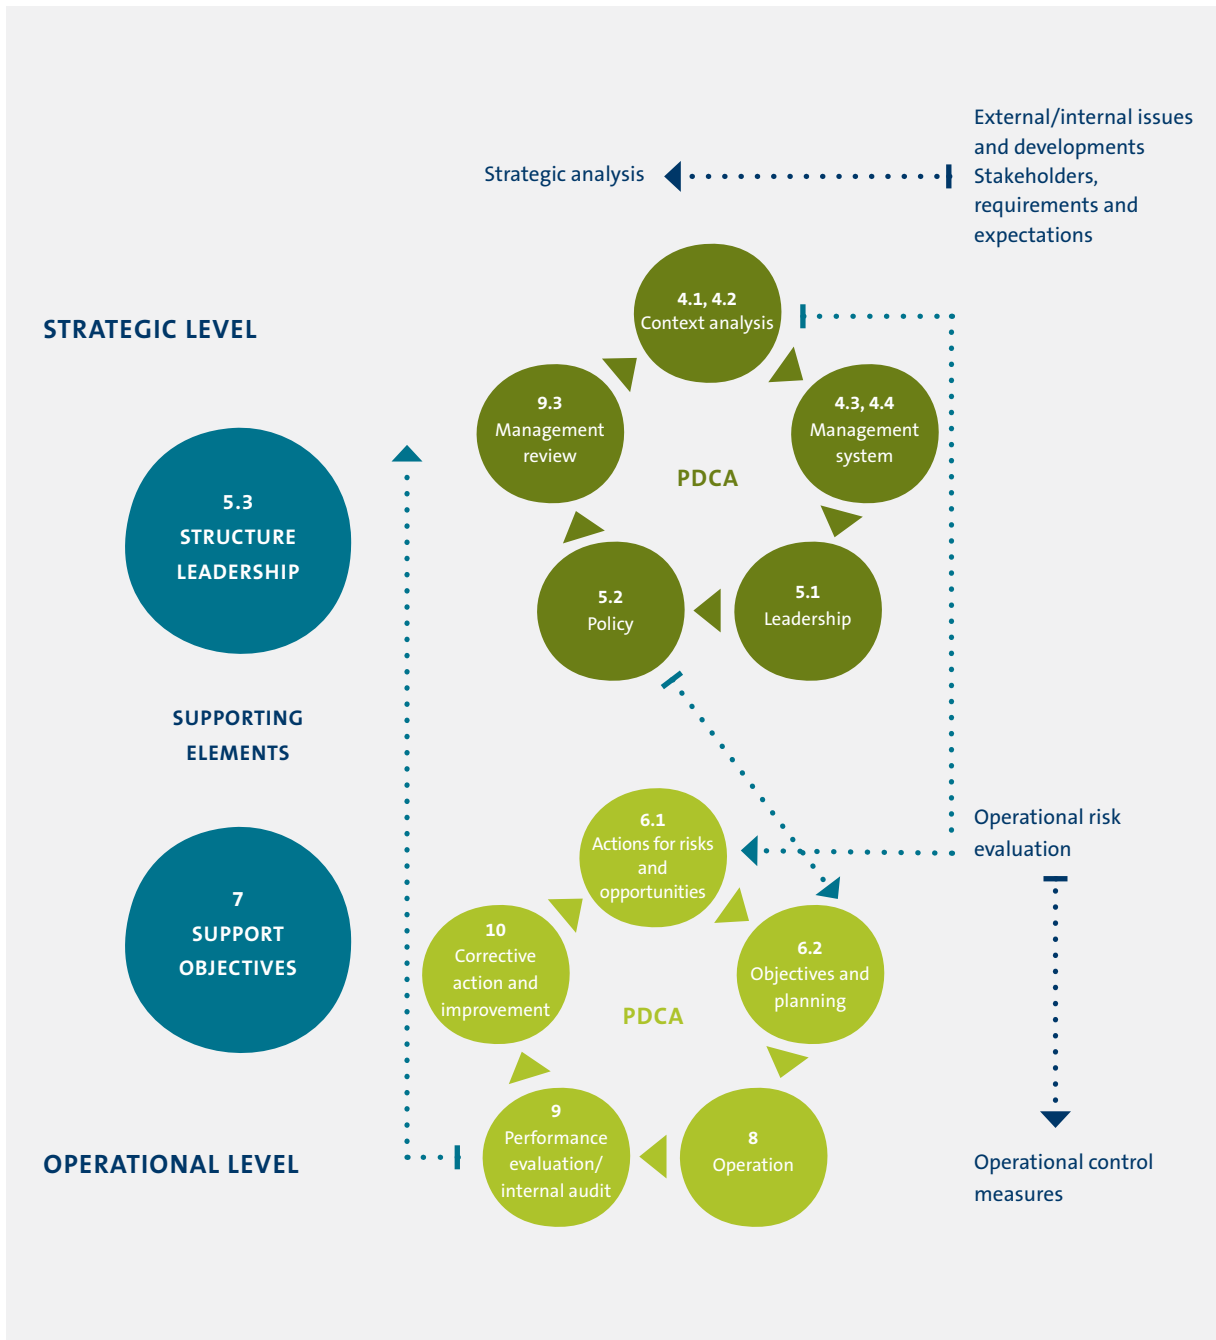 External/internal issues
and developments
Strategic analysis
Stakeholders,
requirements and
expectations
4.1, 4.2
Context analysis
STRATEGIC LEVEL
9.3
Management
review
4.3, 4.4
Management
system
PDCA
5.3
STRUCTURE
LEADERSHIP
5.2
Policy
5.1
Leadership
SUPPORTING
ELEMENTS
6.1
Actions for risks
and
opportunities
Operational risk
evaluation
7
SUPPORT
OBJECTIVES
10
Corrective
action and
improvement
6.2
Objectives and
planning
PDCA
9
Performance
evaluation/
internal audit
8
Operation
OPERATIONAL LEVEL
Operational control
measures